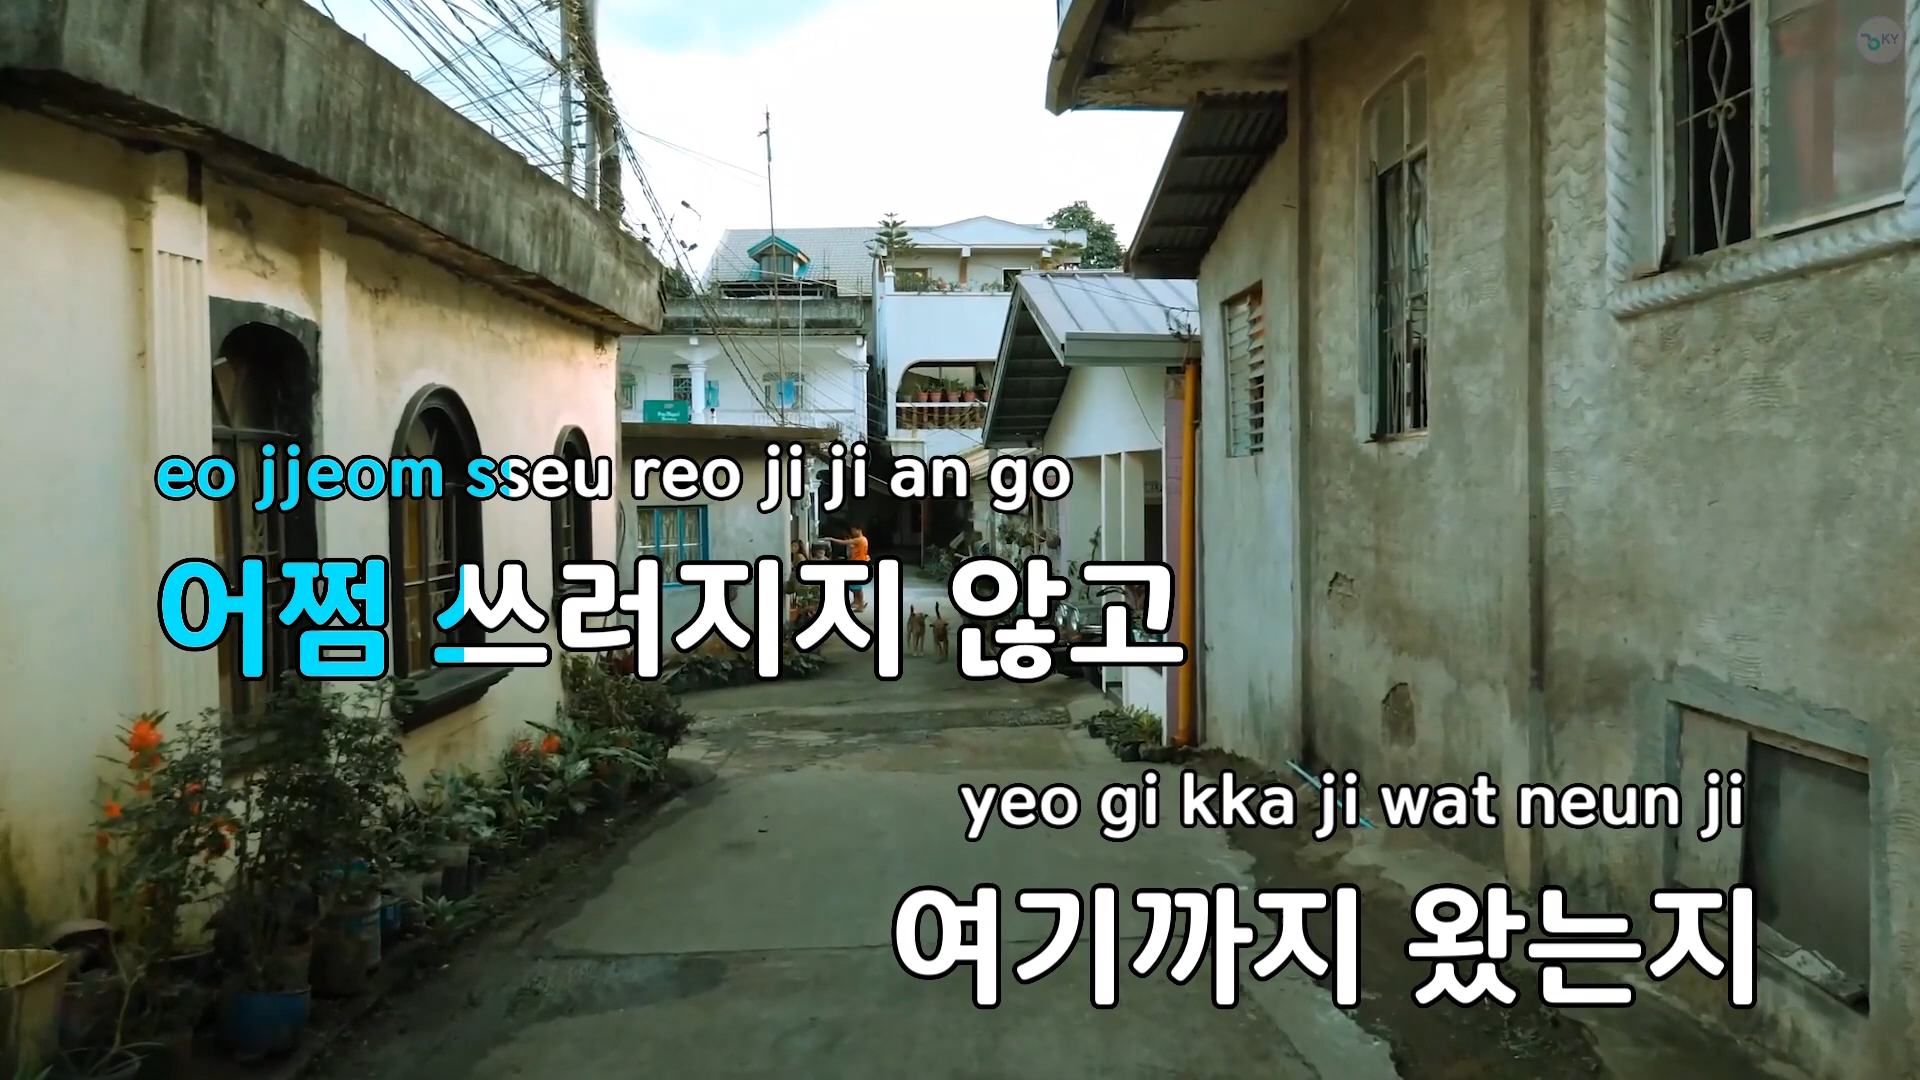 KY
eo jjeom sseu reo ji ji an go
어쩜 쓰러지지 않고
yeo gi kka ji wat neun ji
여기까지 왔는지